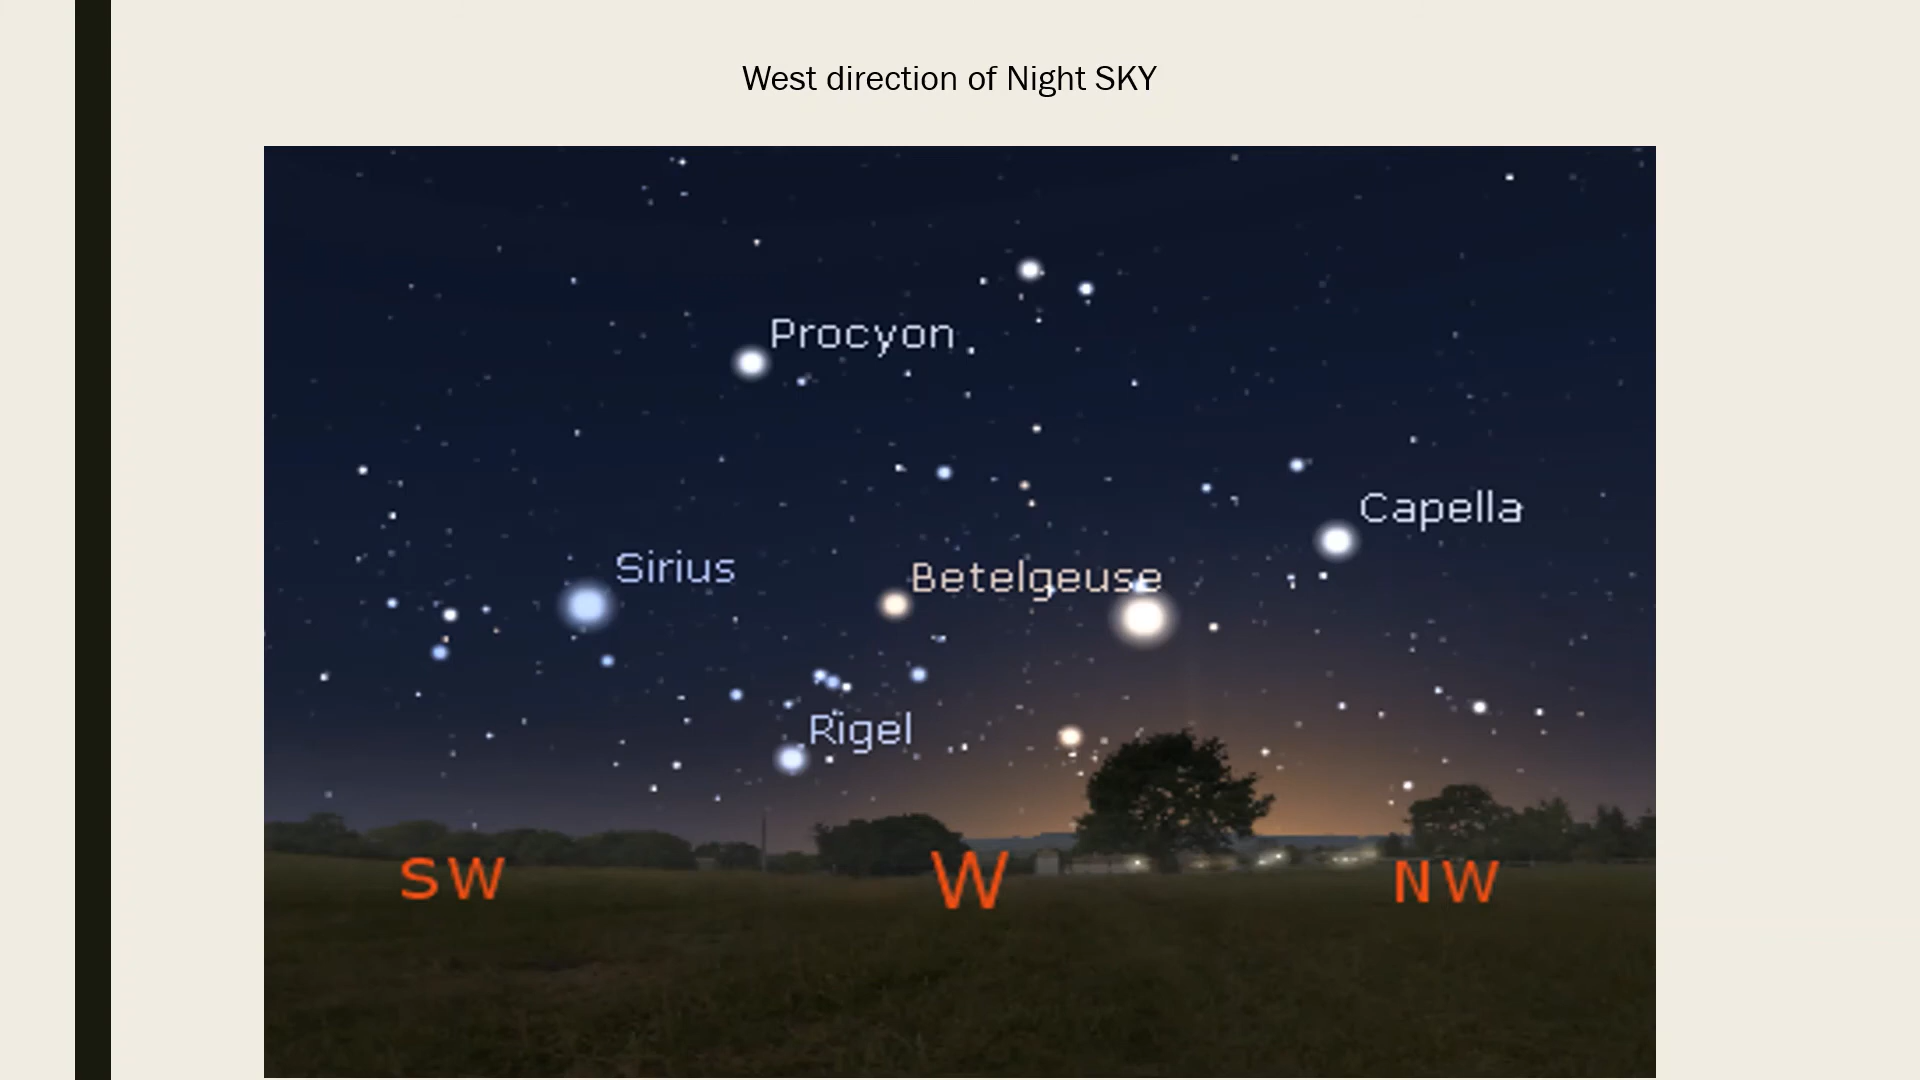 West direction of Night SKY
Procyon
Capella
Sirius
Betelgeuse
Rigel
SW
W
NW